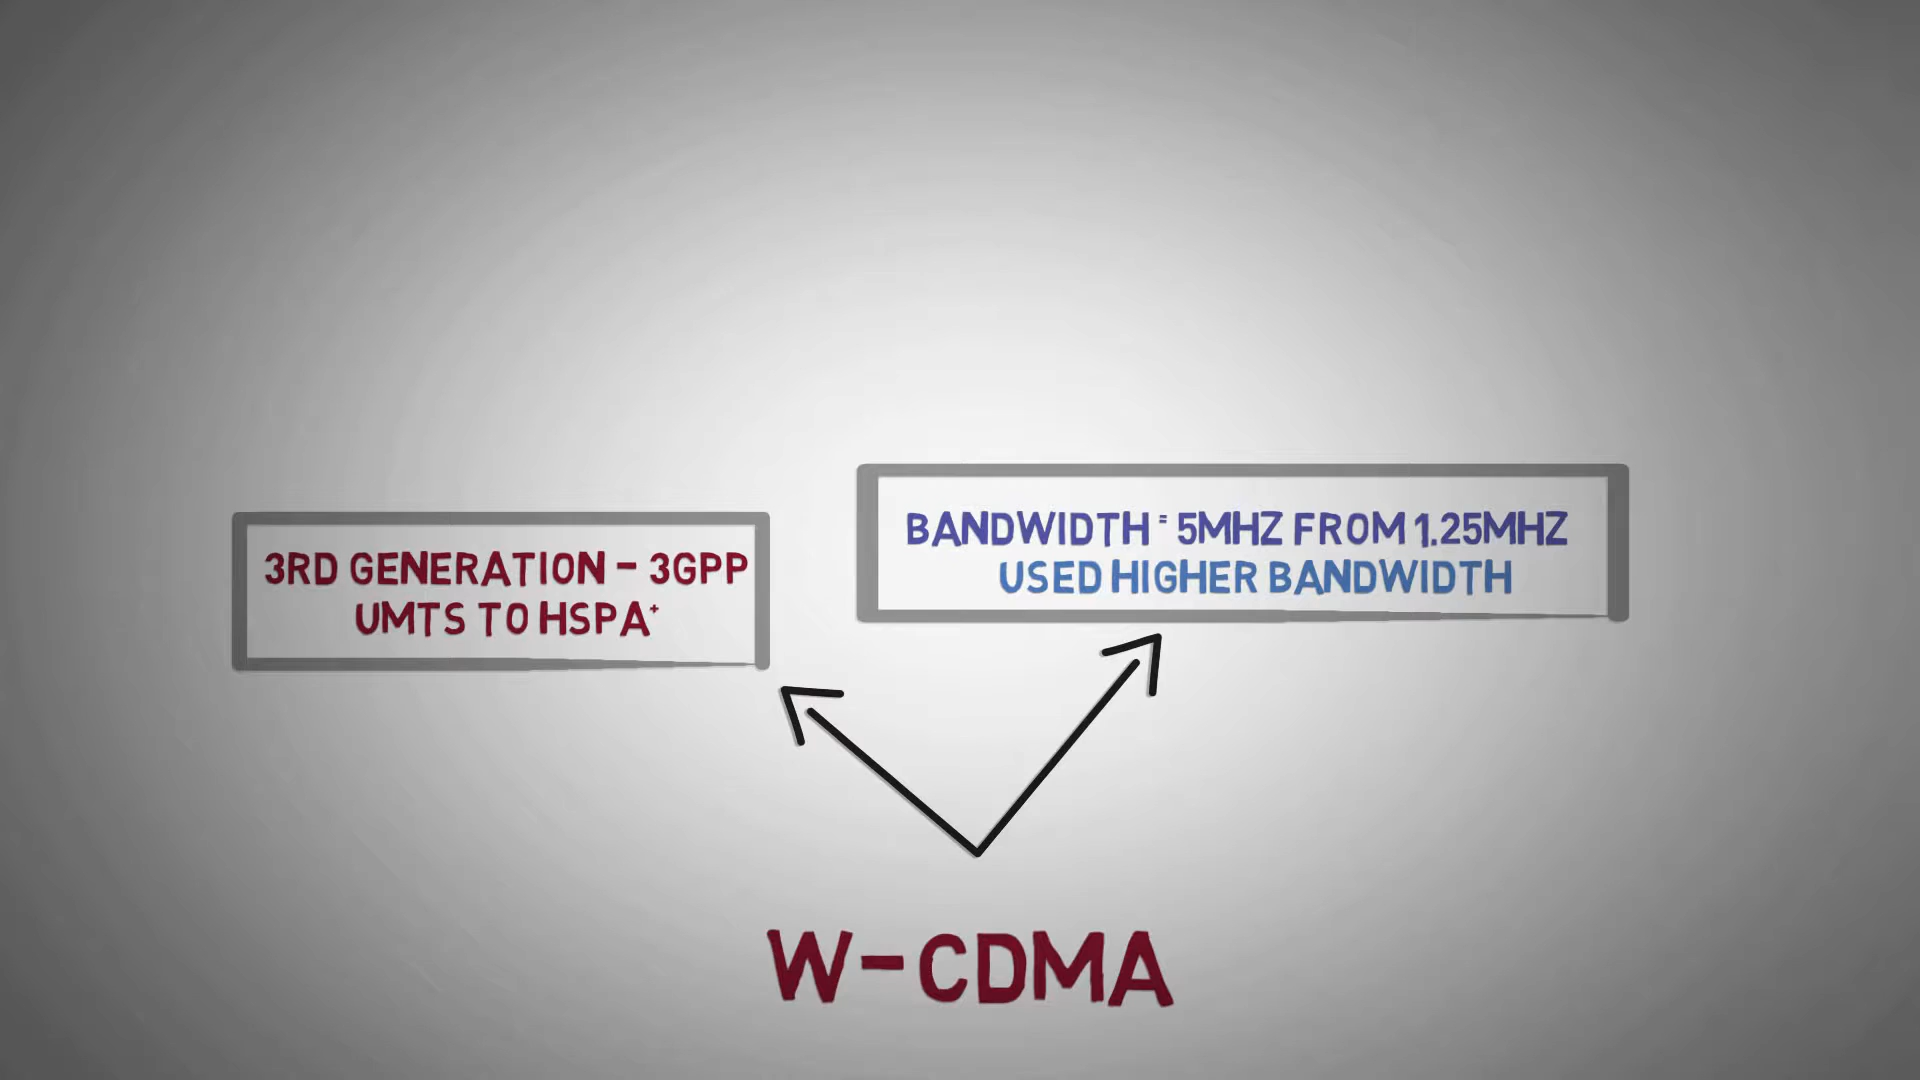 BANDWIDTH = 5MHZ FROM 1.25MHZ
USED HIGHER BANDWIDTH
3RD GENERATION - 3GPP
UMTS TO HSPA+
W-CDMA